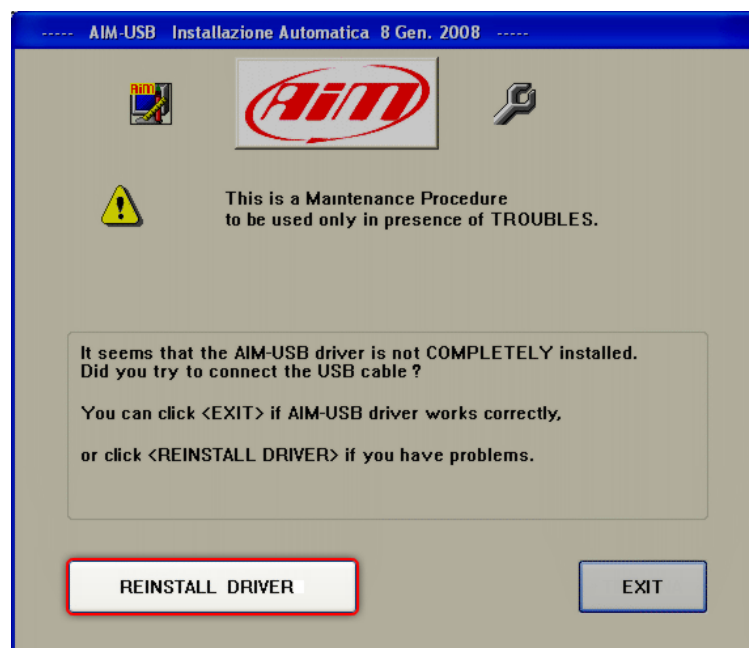 ----- AIM-USB Installazione Automatica 8 Gen. 2008 -----
AiM
AiM
This is a Maintenance Procedure
to be used only in presence of TROUBLES.
It seems that the AIM-USB driver is not COMPLETELY installed.
Did you try to connect the USB cable ?
You can click <EXIT> if AIM-USB driver works correctly,
or click <REINSTALL DRIVER> if you have problems.
REINSTALL DRIVER
EXIT